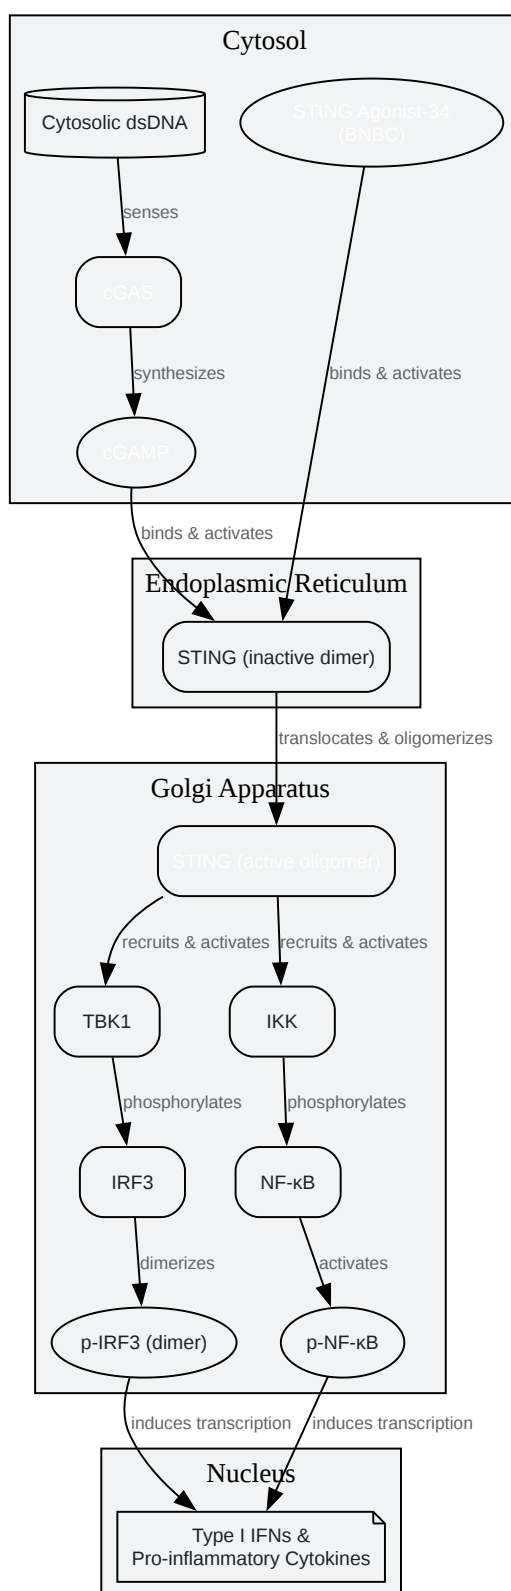 Cytosol
Cytosolic dsDNA
STING Agonist-34
(BNBC)
senses
cGAS
synthesizes
binds & activates
cGAMP
binds & activates
Endoplasmic Reticulum
STING (inactive dimer)
translocates & oligomerizes
Golgi Apparatus
STING (active oligomer)
recruits & activates
recruits & activates
TBK1
IKK
phosphorylates
phosphorylates
IRF3
NF-κB
dimerizes
activates
p-IRF3 (dimer)
p-NF-κB
induces transcription
induces transcription
Nucleus
Type I IFNs &
Pro-inflammatory Cytokines